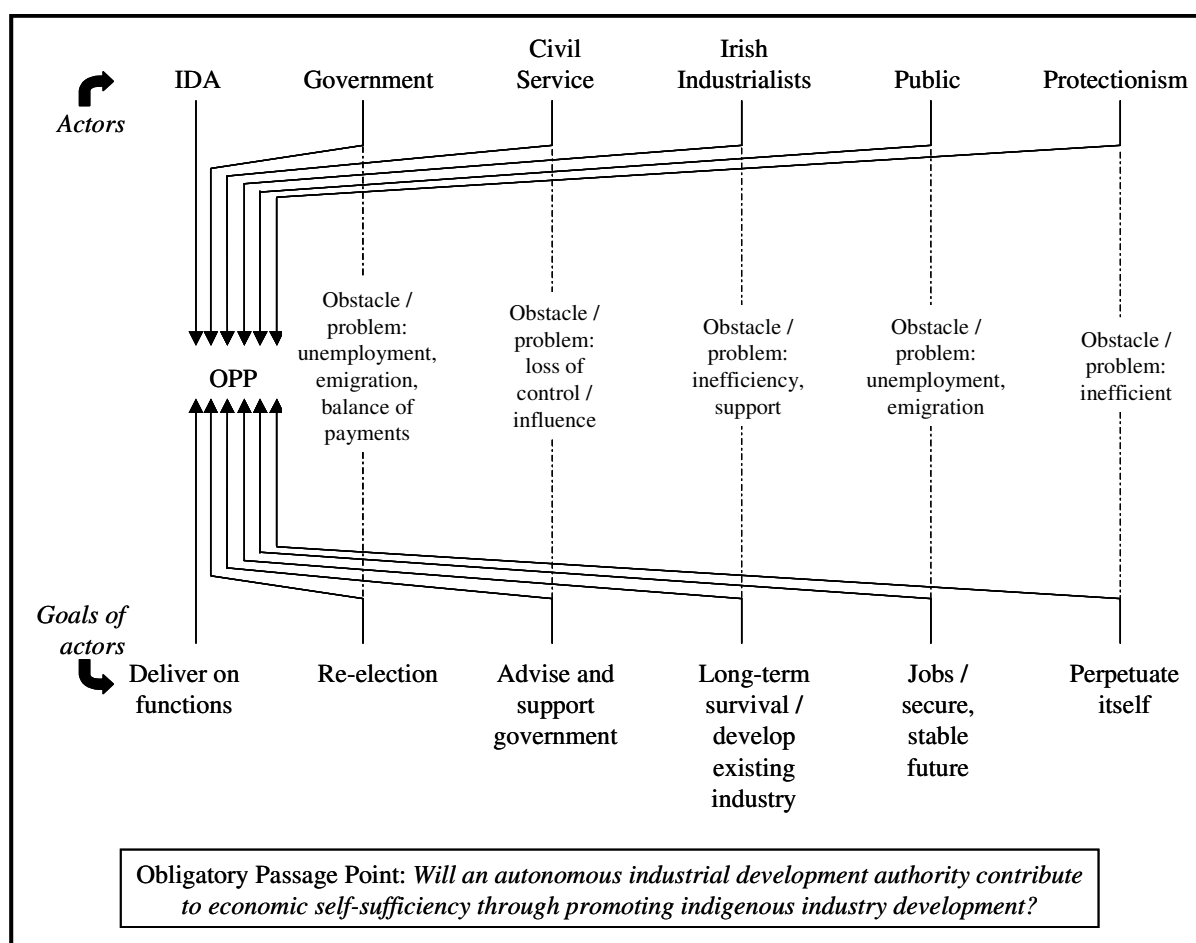 IDA
Government
Civil
Service
Irish
Industrialists
Public
Protectionism
Actors
Obstacle /
problem:
unemployment,
emigration,
balance of
payments
Obstacle /
problem:
loss of
control /
influence
Obstacle /
problem:
inefficiency,
support
Obstacle /
problem:
unemployment,
emigration
Obstacle /
problem:
inefficient
OPP
Goals of
actors
Deliver on
functions
Re-election
Advise and
support
government
Long-term
survival /
develop
existing
industry
Jobs /
secure,
stable
future
Perpetuate
itself
Obligatory Passage Point: Will an autonomous industrial development authority contribute
to economic self-sufficiency through promoting indigenous industry development?